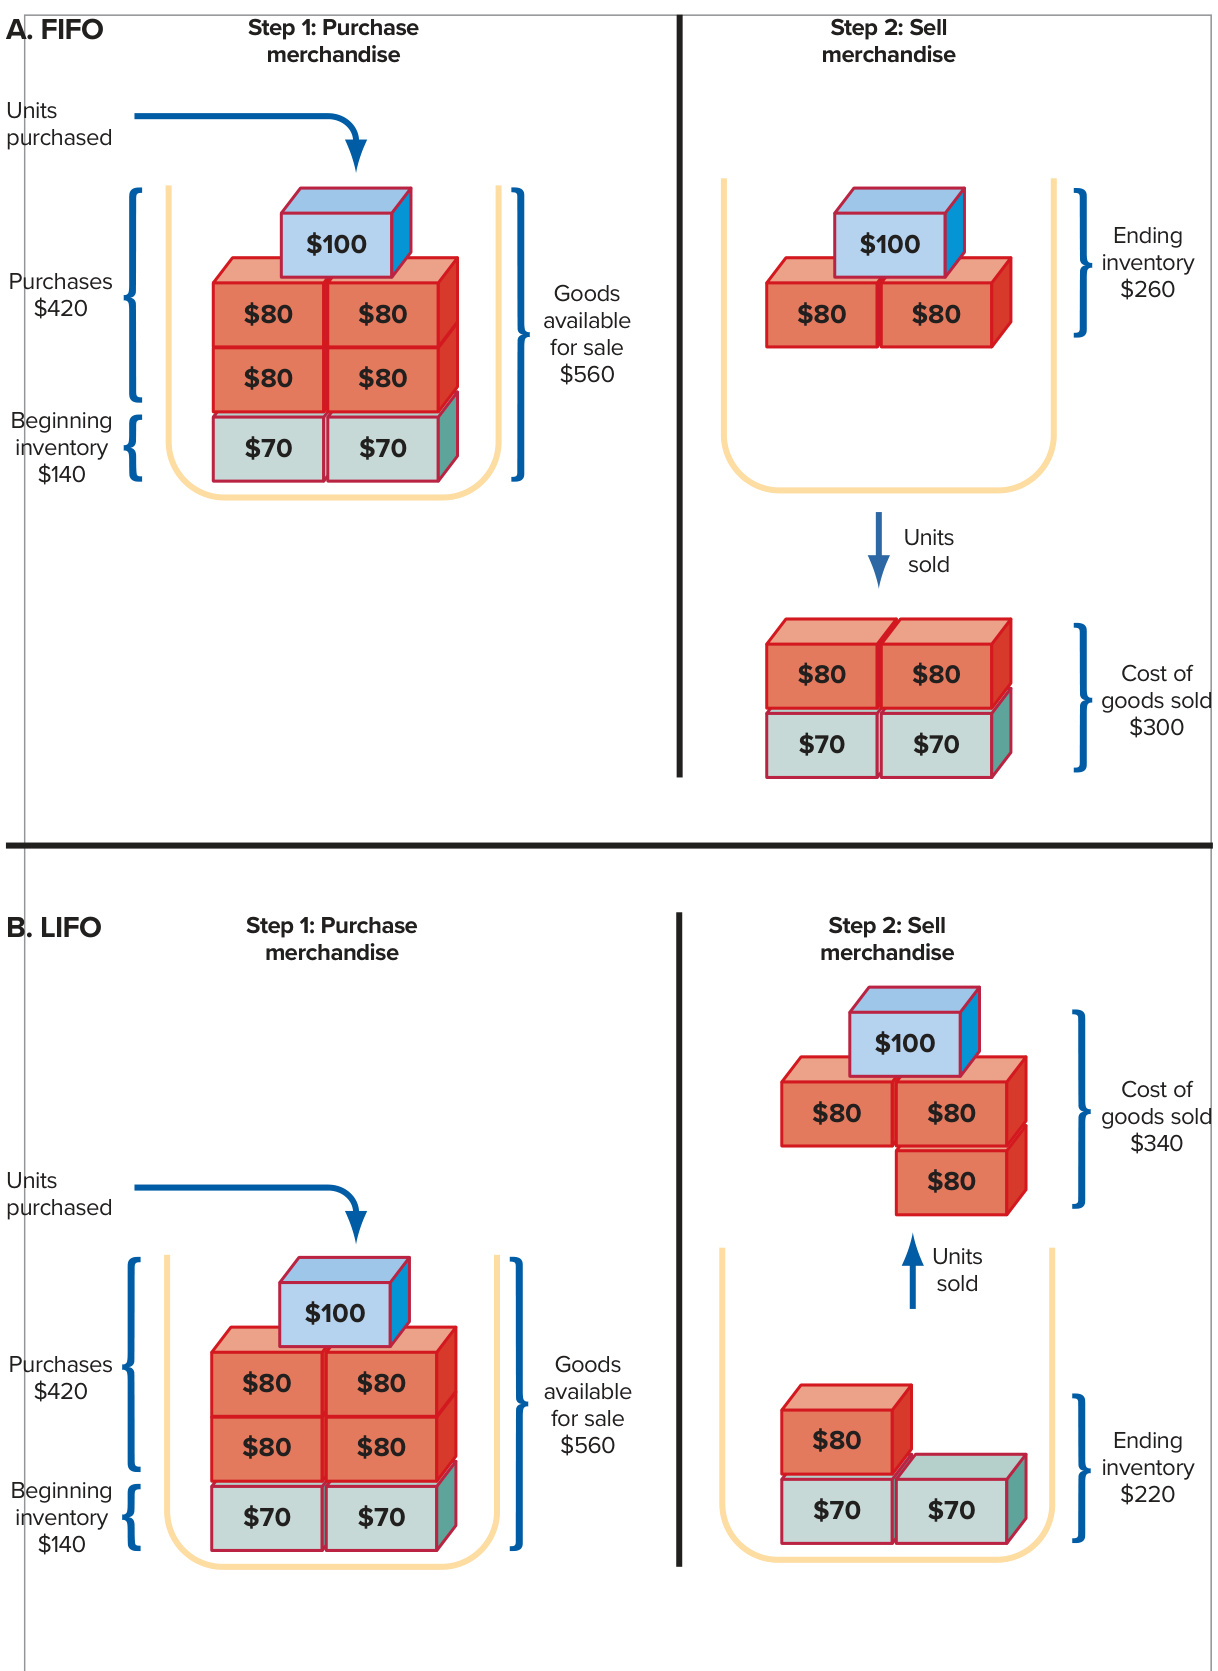 A. FIFO
Step 1: Purchase
merchandise
Step 2: Sell
merchandise
Units
purchased
$100
Purchases
$420
$80
$80
$80
$80
Beginning
inventory
$140
$70
$70
Goods
available
for sale
$560
$100
$80
$80
Ending
inventory
$260
Units
sold
$80
$80
$70
$70
Cost of
goods sold
$300
B. LIFO
Step 1: Purchase
merchandise
Step 2: Sell
merchandise
Units
purchased
$100
Purchases
$420
$80
$80
$80
$80
Beginning
inventory
$140
$70
$70
Goods
available
for sale
$560
$100
$80
$80
$80
Cost of
goods sold
$340
Units
sold
$80
$70
$70
Ending
inventory
$220